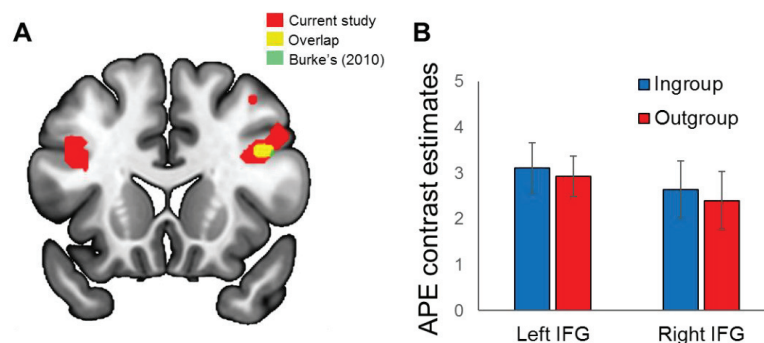 A
Current study
Overlap
Burke's (2010)
B
APE contrast estimates
5
4
3
2
1
0
Ingroup
Outgroup
Left IFG
Right IFG